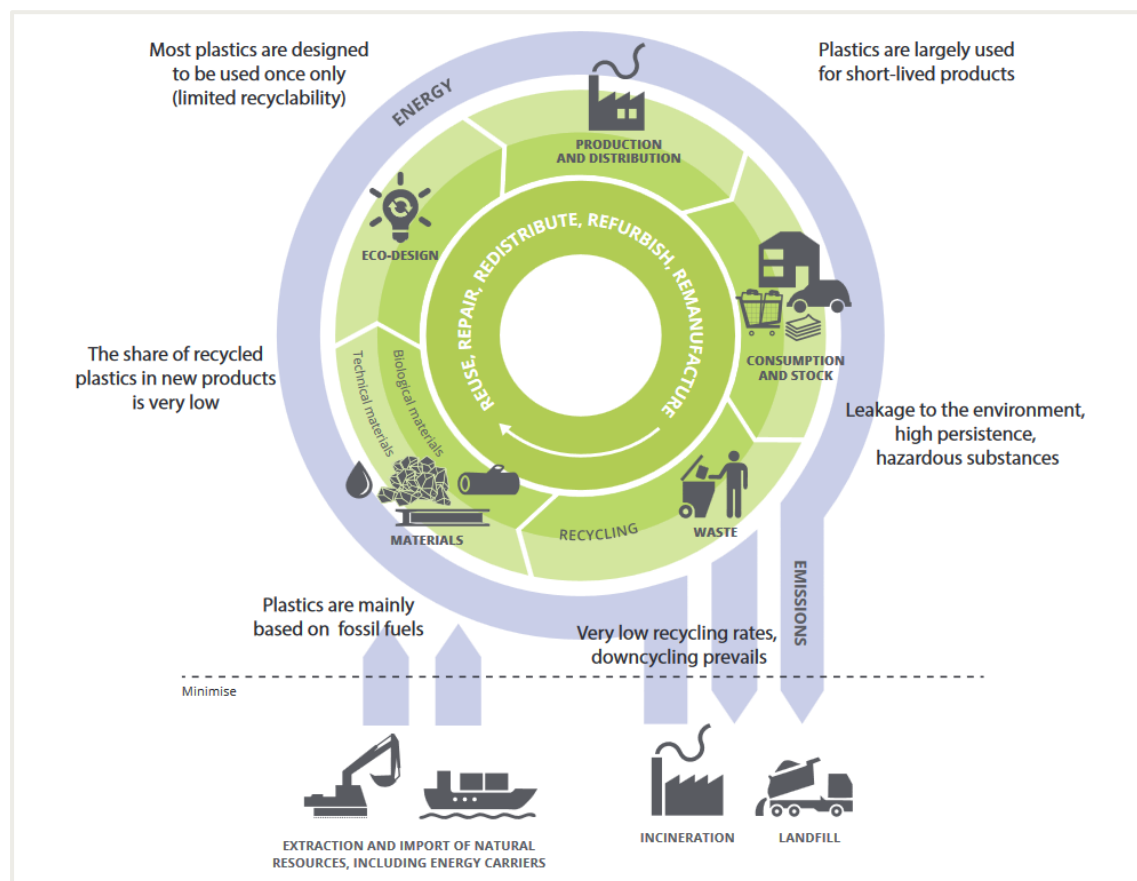 Most plastics are designed
to be used once only
(limited recyclability)
Plastics are largely used
for short-lived products
ENERGY
PRODUCTION
AND DISTRIBUTION
ECO-DESIGN
REUSE, REPAIR, REDISTRIBUTE, REFURBISH, REMANUFACTURE
The share of recycled
plastics in new products
is very low
Technical materials
Biological materials
CONSUMPTION
AND STOCK
Leakage to the environment,
high persistence,
hazardous substances
MATERIALS
RECYCLING
WASTE
EMISSIONS
Plastics are mainly
based on fossil fuels
Very low recycling rates,
downcycling prevails
Minimise
EXTRACTION AND IMPORT OF NATURAL
RESOURCES, INCLUDING ENERGY CARRIERS
INCINERATION
LANDFILL